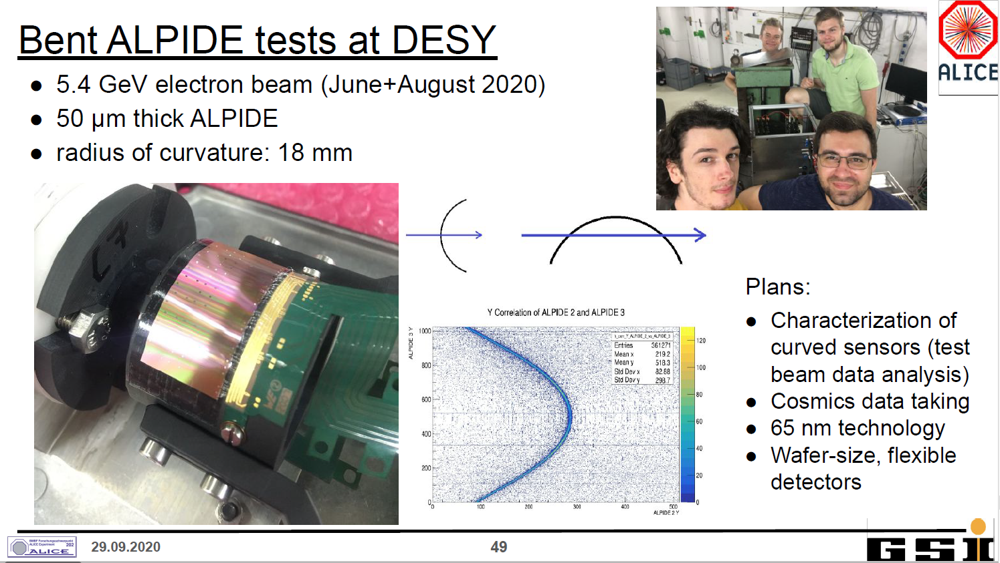 Bent ALPIDE tests at DESY
● 5.4 GeV electron beam (June+August 2020)
● 50 µm thick ALPIDE
● radius of curvature: 18 mm
ALICE
C7
Plans:
● Characterization of
curved sensors (test
beam data analysis)
● Cosmics data taking
● 65 nm technology
● Wafer-size, flexible
detectors
Y Correlation of ALPIDE 2 and ALPIDE 3
ALPIDE 3 Y
h_corr_Y_ALPIDE_2_vs_ALPIDE_3
Entries 361271
Mean x 219.2
Mean y 518.3
Std Dev x 82.88
Std Dev y 298.7
1000
800
600
400
200
0
0 100 200 300 400 500
ALPIDE 2 Y
120
100
80
60
40
20
0
BMBF Forschungsschwerpunkt
ALICE Experiment 202
ALICE
29.09.2020
49
GSI